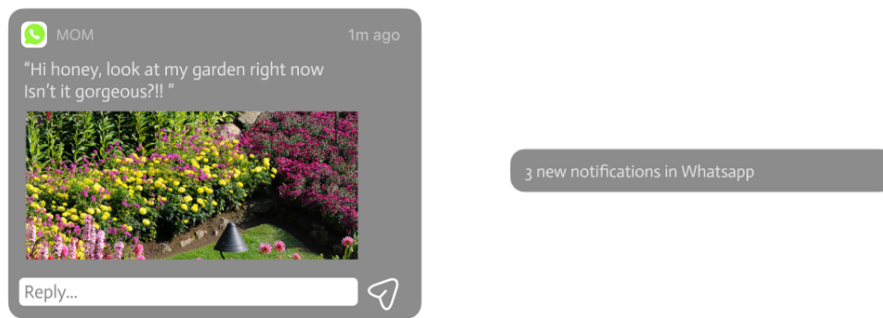 MOM
1m ago
“Hi honey, look at my garden right now
Isn’t it gorgeous?!! ”
Reply...
3 new notifications in Whatsapp